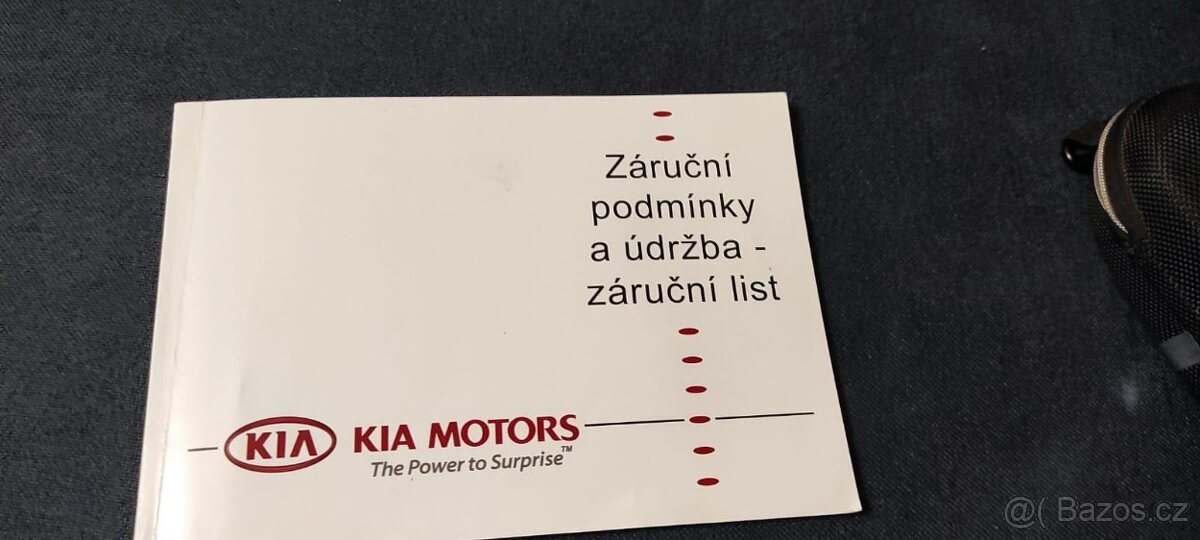 Záruční
podmínky
a údržba -
záruční list
KIA KIA MOTORS
The Power to Surprise™
@( Bazos.cz